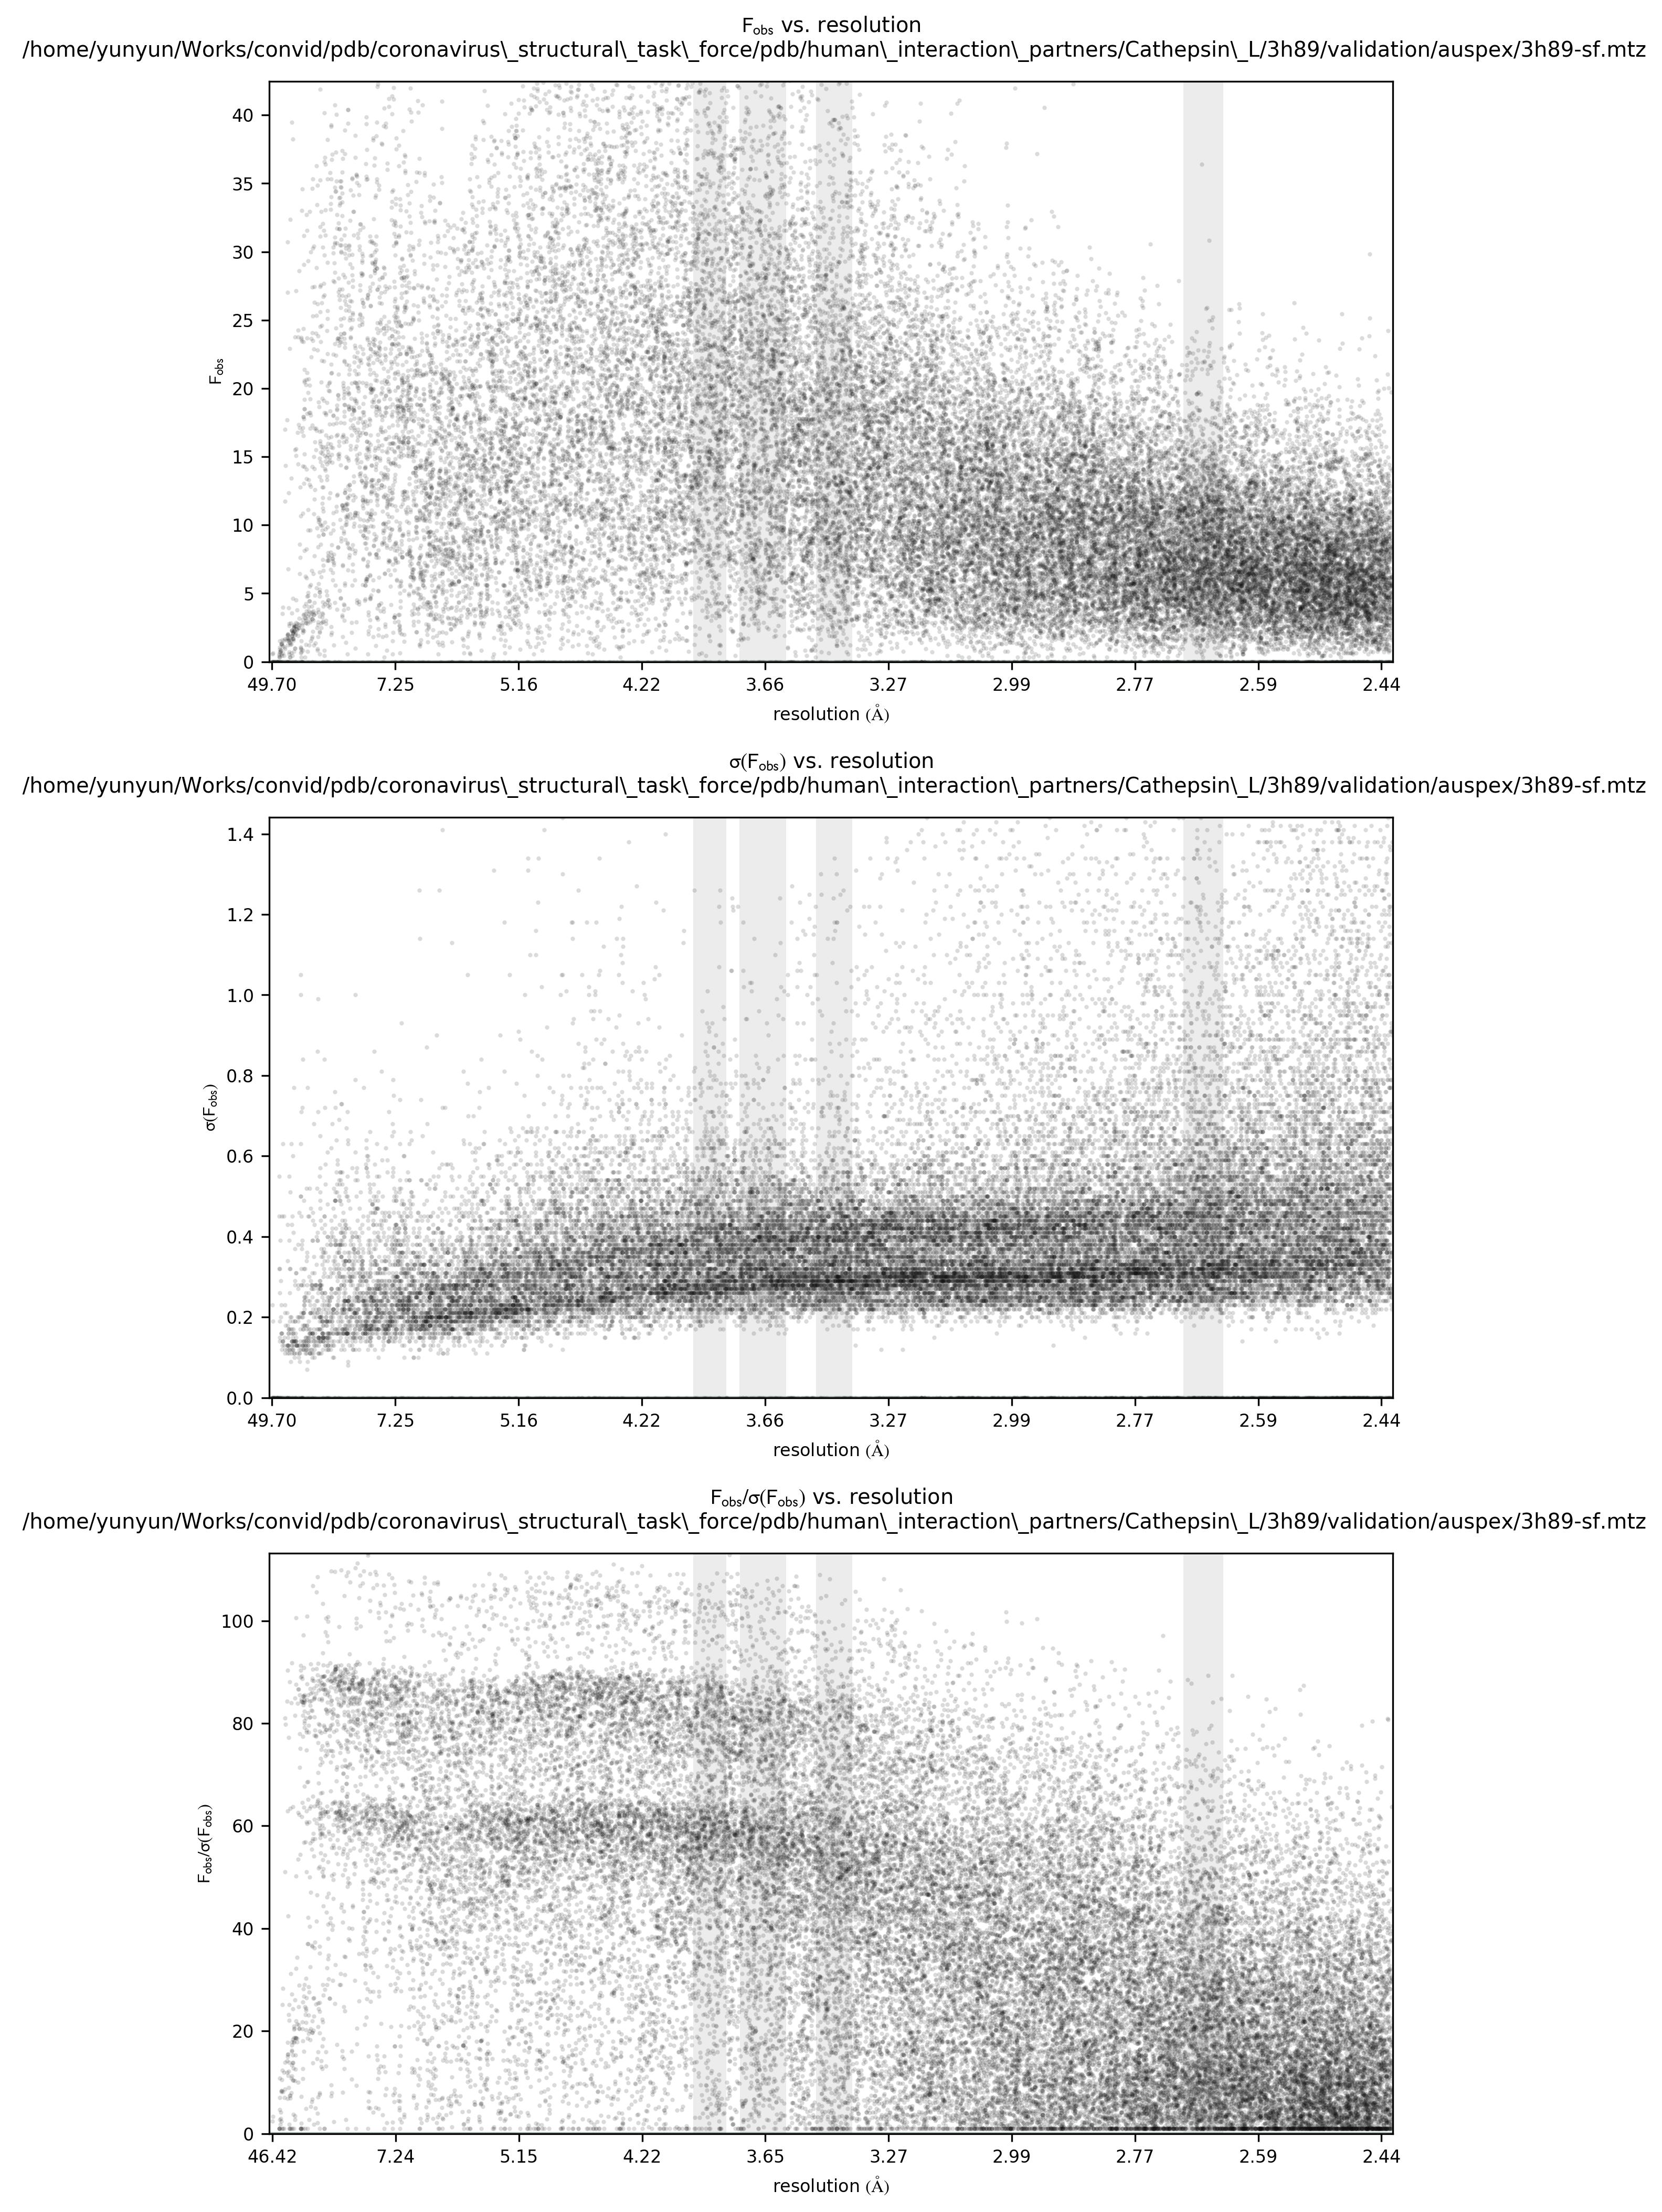 Fobs vs. resolution
/home/yunyun/Works/convid/pdb/coronavirus\_structural\_task\_force/pdb/human\_interaction\_partners/Cathepsin\_L/3h89/validation/auspex/3h89-sf.mtz
40
35
30
25
20
15
10
5
0
Fobs
49.70 7.25 5.16 4.22 3.66 3.27 2.99 2.77 2.59 2.44
resolution (Å)
σ(Fobs) vs. resolution
/home/yunyun/Works/convid/pdb/coronavirus\_structural\_task\_force/pdb/human\_interaction\_partners/Cathepsin\_L/3h89/validation/auspex/3h89-sf.mtz
1.4
1.2
1.0
0.8
0.6
0.4
0.2
0.0
σ(Fobs)
49.70 7.25 5.16 4.22 3.66 3.27 2.99 2.77 2.59 2.44
resolution (Å)
Fobs/σ(Fobs) vs. resolution
/home/yunyun/Works/convid/pdb/coronavirus\_structural\_task\_force/pdb/human\_interaction\_partners/Cathepsin\_L/3h89/validation/auspex/3h89-sf.mtz
100
80
60
40
20
0
Fobs/σ(Fobs)
46.42 7.24 5.15 4.22 3.65 3.27 2.99 2.77 2.59 2.44
resolution (Å)